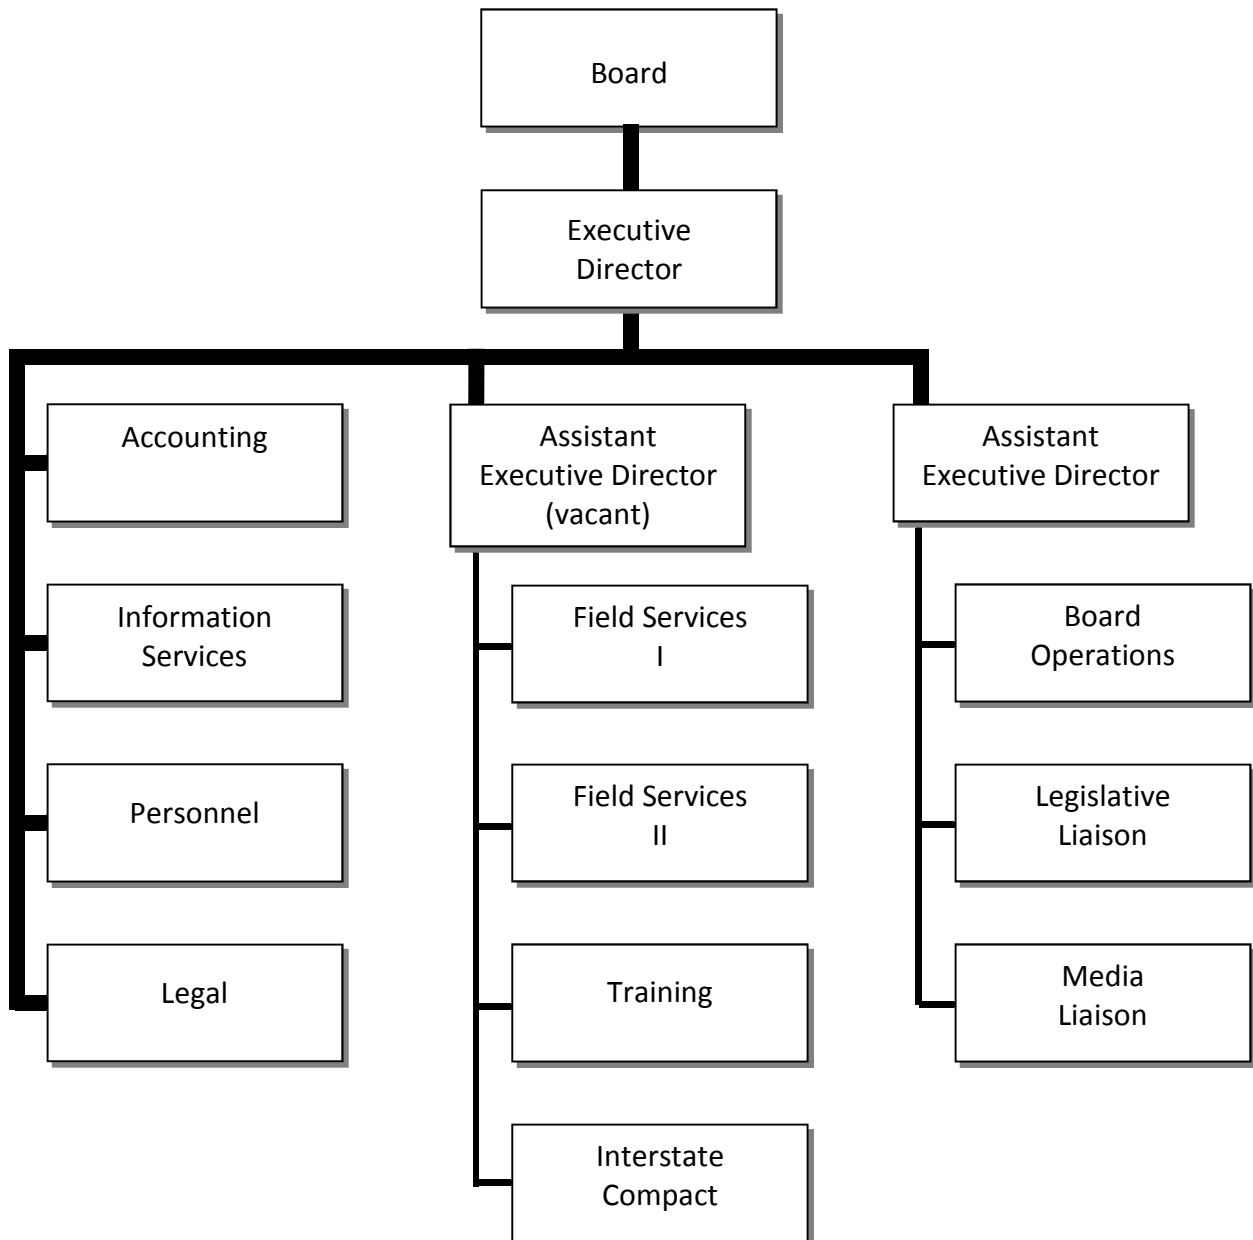 Board
Executive
Director
Accounting
Assistant
Executive Director
(vacant)
Assistant
Executive Director
Information
Services
Field Services
I
Board
Operations
Personnel
Field Services
II
Legislative
Liaison
Legal
Training
Media
Liaison
Interstate
Compact